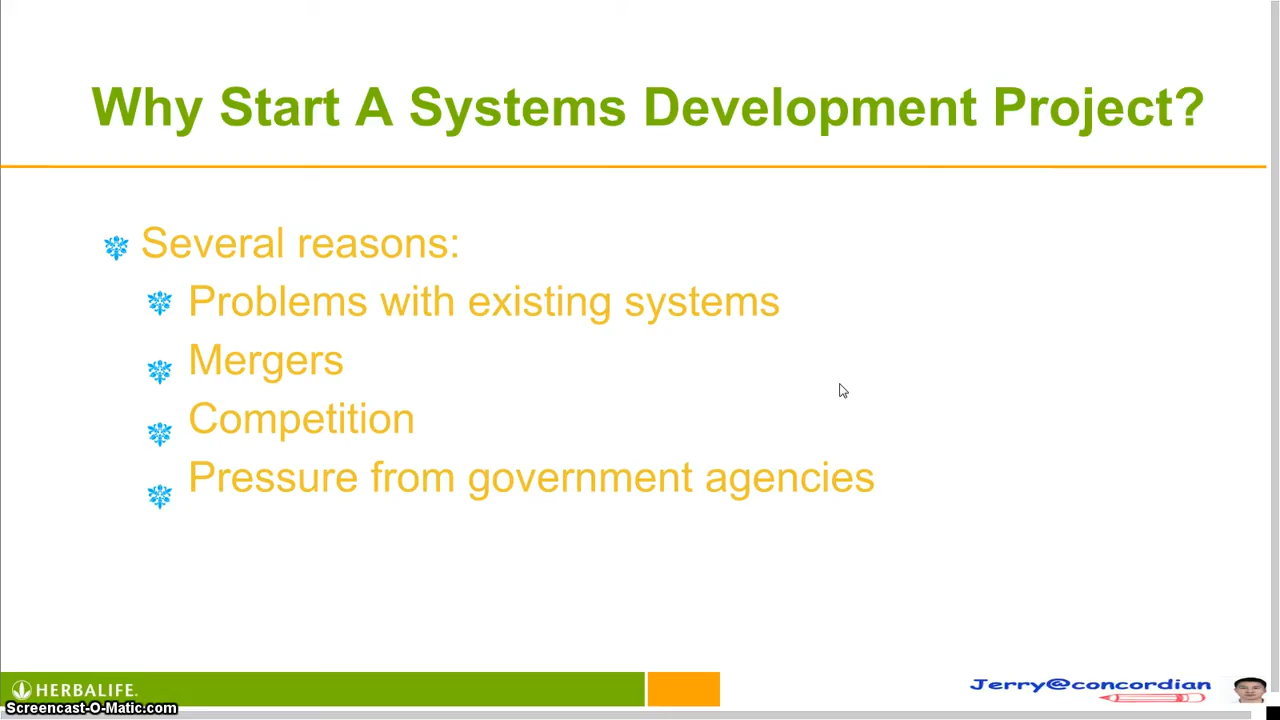 Why Start A Systems Development Project?
Several reasons:
Problems with existing systems
Mergers
Competition
Pressure from government agencies
HERBALIFE.
Jerry@concordian
Screencast-O-Matic.com